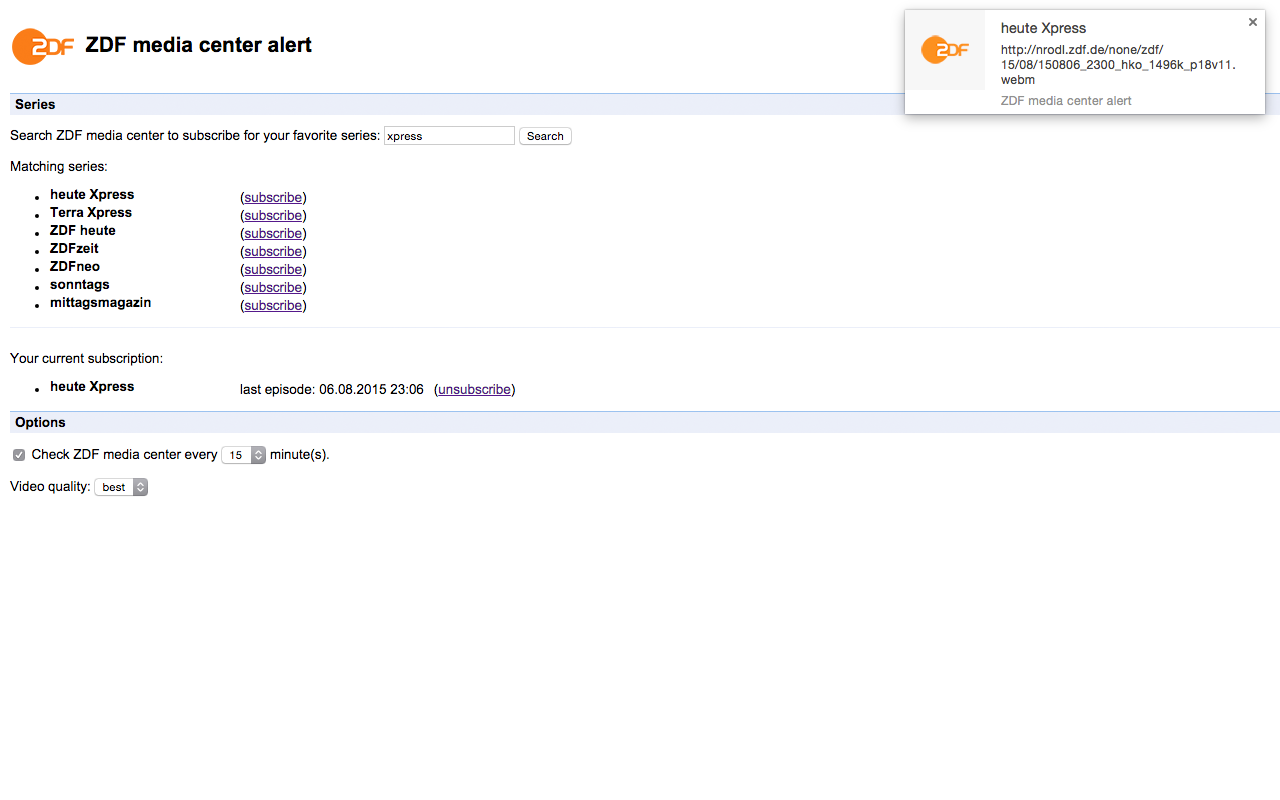 ZDF ZDF media center alert
ZDF
heute Xpress
http://nrodl.zdf.de/none/zdf/
15/08/150806_2300_hko_1496k_p18v11.
webm
ZDF media center alert
Series
Search ZDF media center to subscribe for your favorite series: xpress Search
Matching series:
heute Xpress (subscribe)
Terra Xpress (subscribe)
ZDF heute (subscribe)
ZDFzeit (subscribe)
ZDFneo (subscribe)
sonntags (subscribe)
mittagsmagazin (subscribe)
Your current subscription:
heute Xpress last episode: 06.08.2015 23:06 (unsubscribe)
Options
Check ZDF media center every 15 minute(s).
Video quality: best